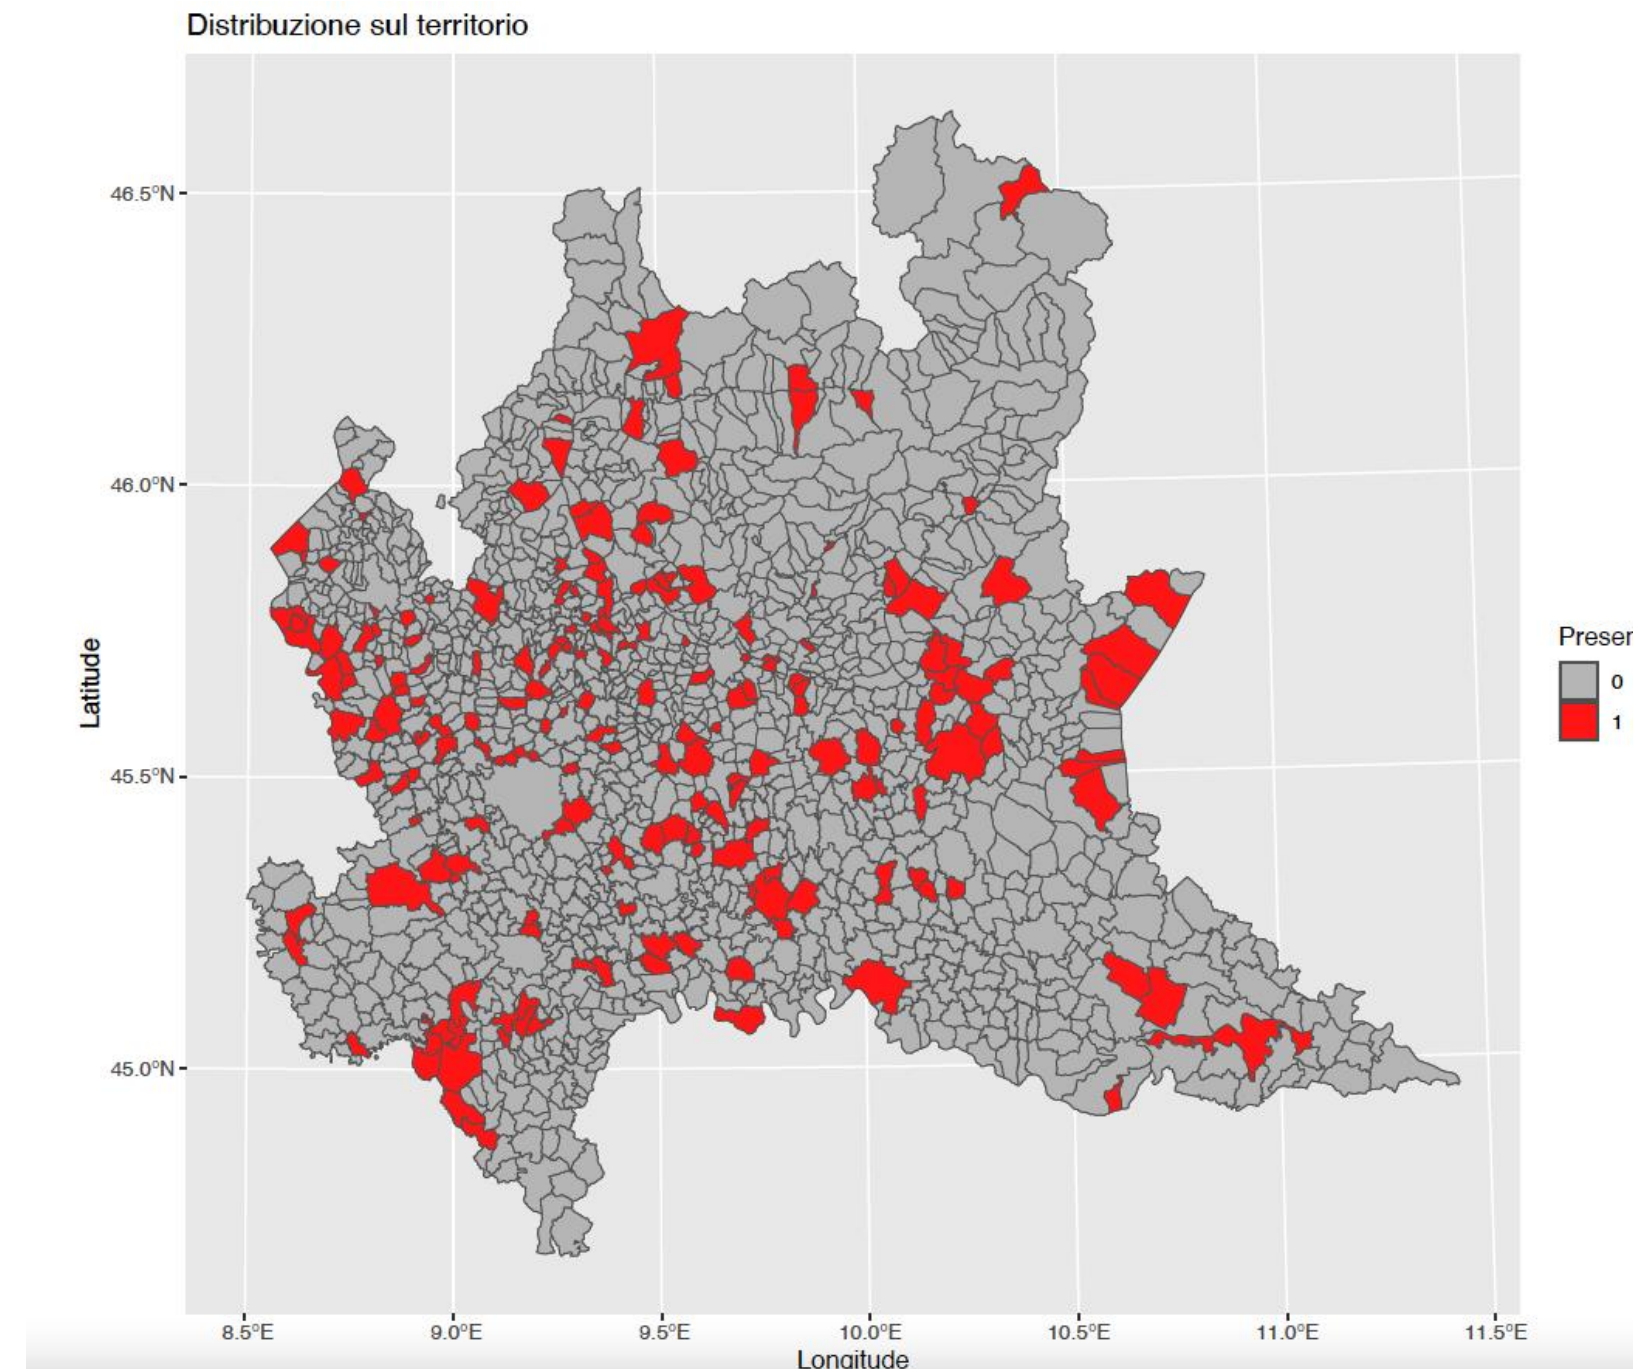 Distribuzione sul territorio
46.5°N
46.0°N
45.5°N
45.0°N
Latitude
8.5°E 9.0°E 9.5°E 10.0°E 10.5°E 11.0°E 11.5°E
Longitude
Preser
0
1